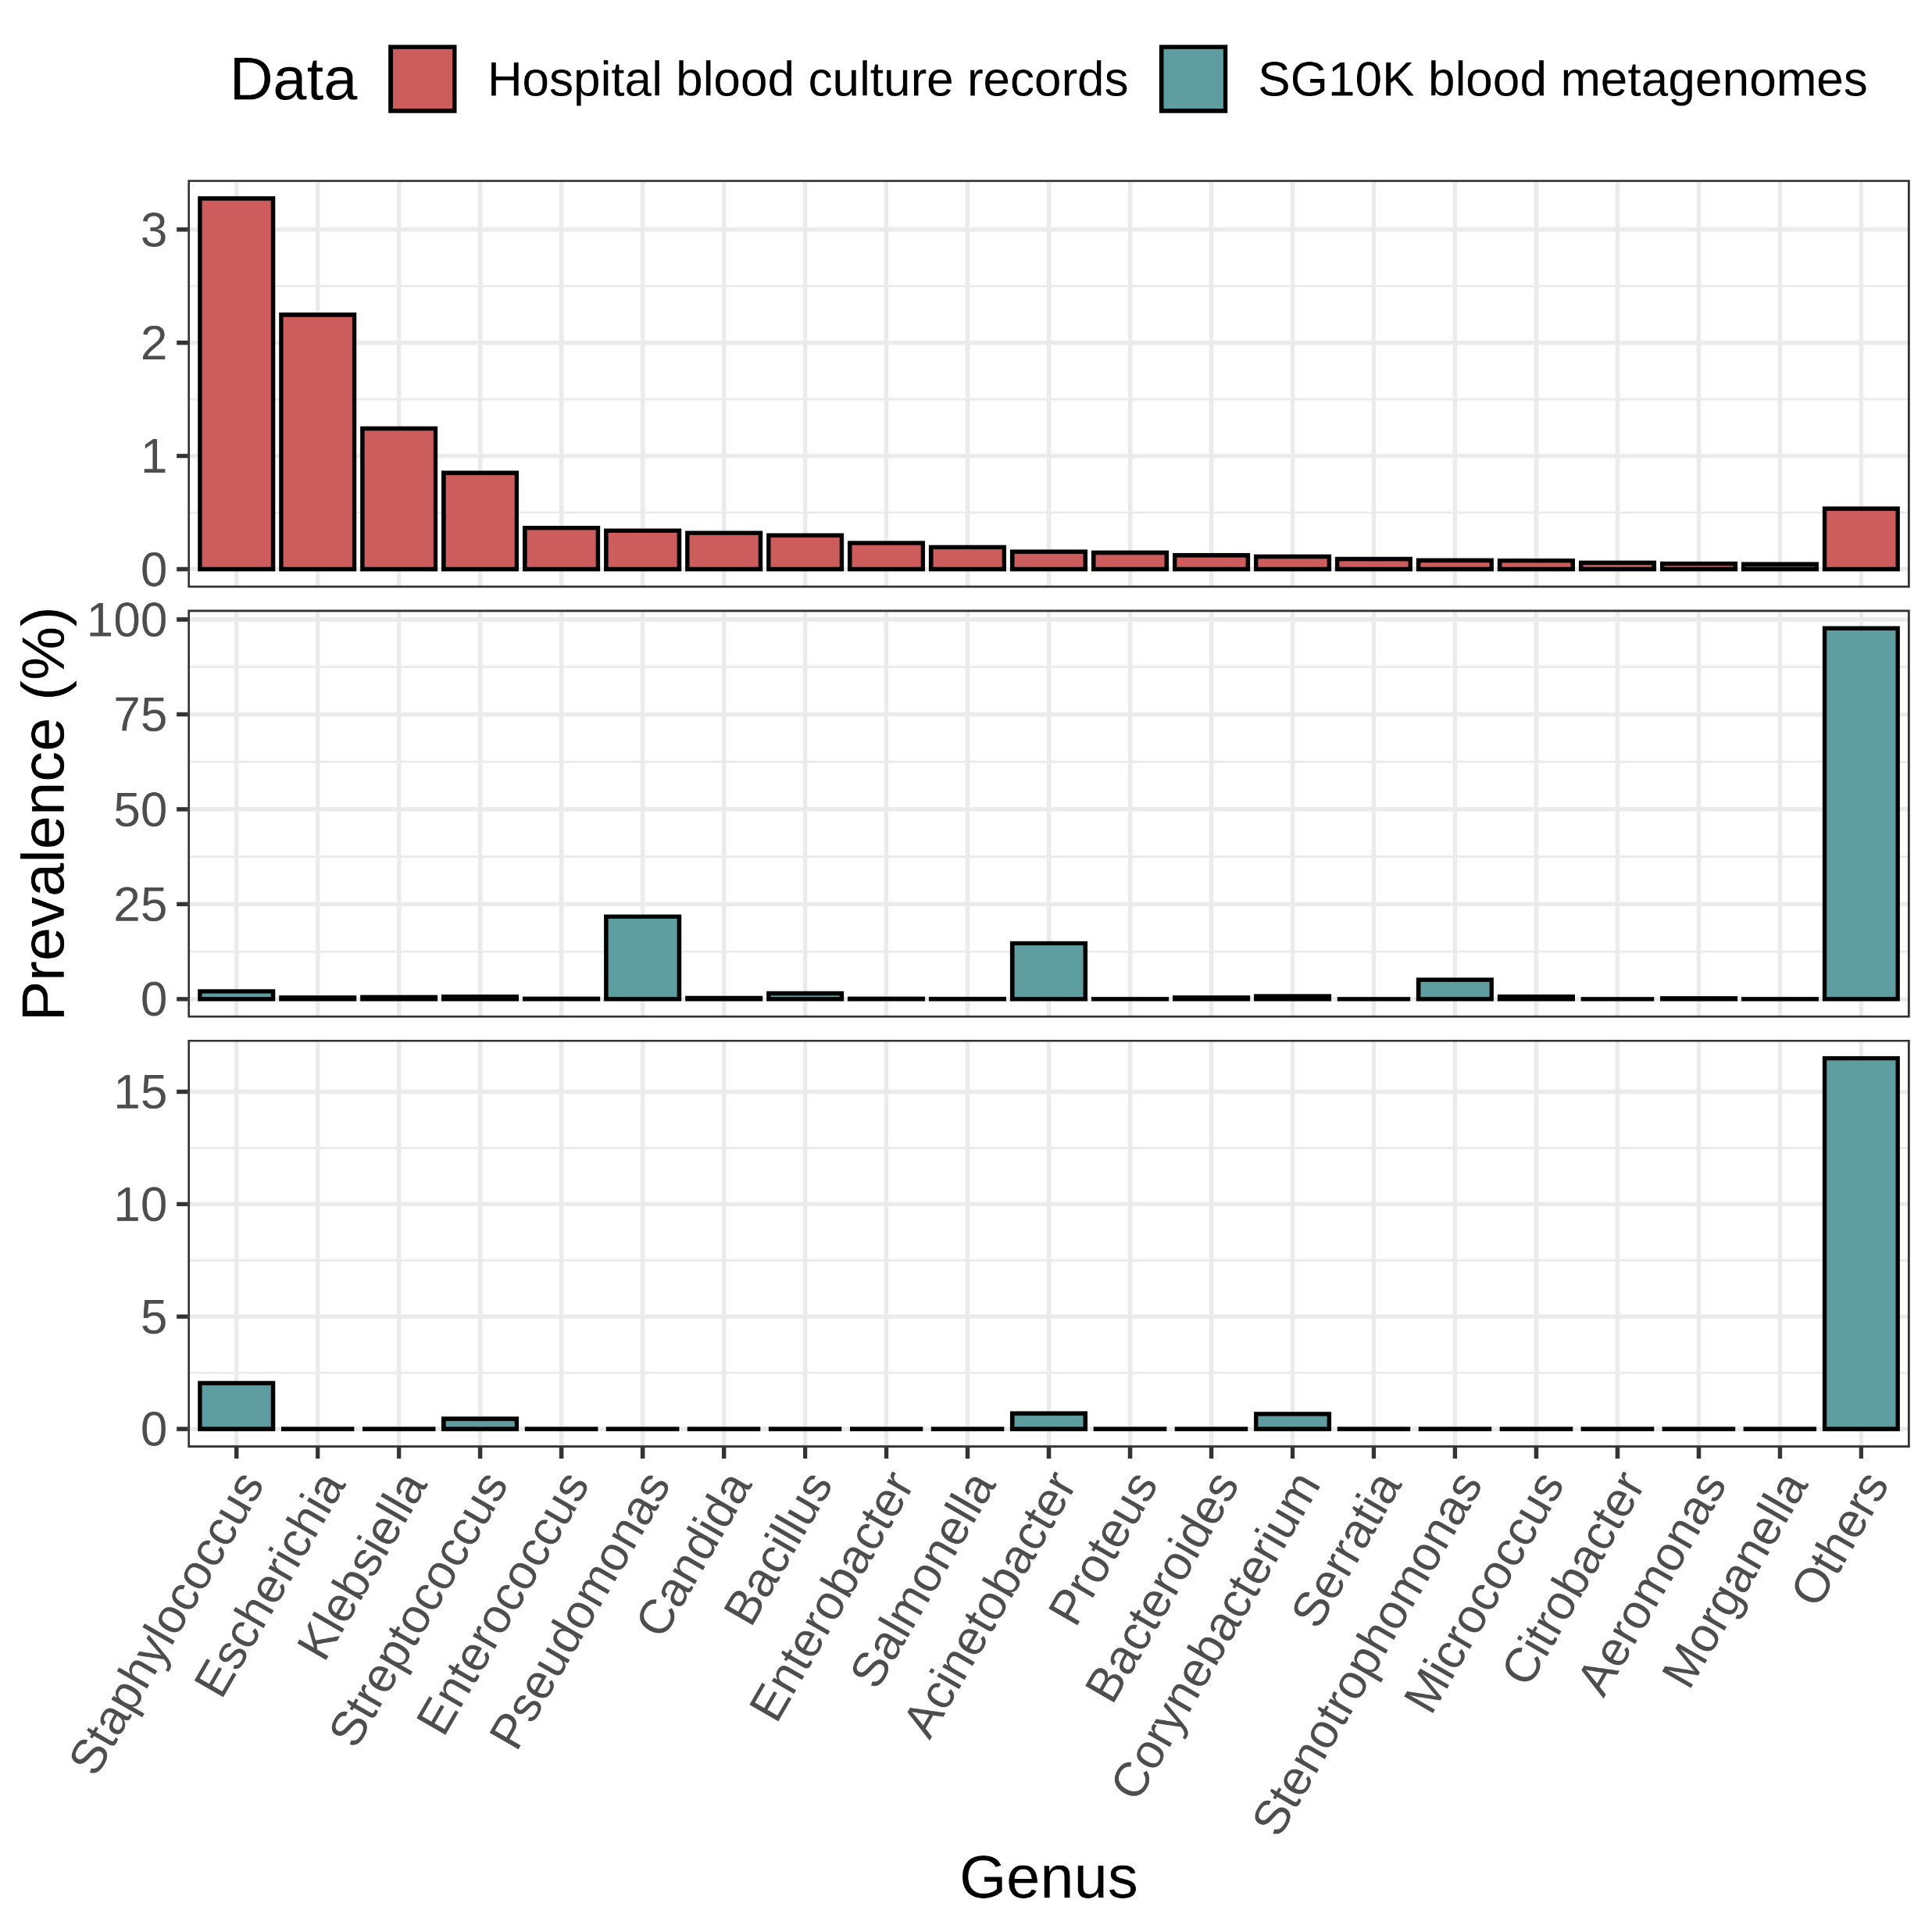 Data Hospital blood culture records SG10K blood metagenomes
3
2
1
0
Prevalence (%)
100
75
50
25
0
15
10
5
0
Staphylococcus
Escherichia
Klebsiella
Streptococcus
Enterococcus
Pseudomonas
Candida
Bacillus
Enterobacter
Salmonella
Acinetobacter
Proteus
Bacteroides
Corynebacterium
Serratia
Stenotrophomonas
Micrococcus
Citrobacter
Aeromonas
Morganella
Others
Genus